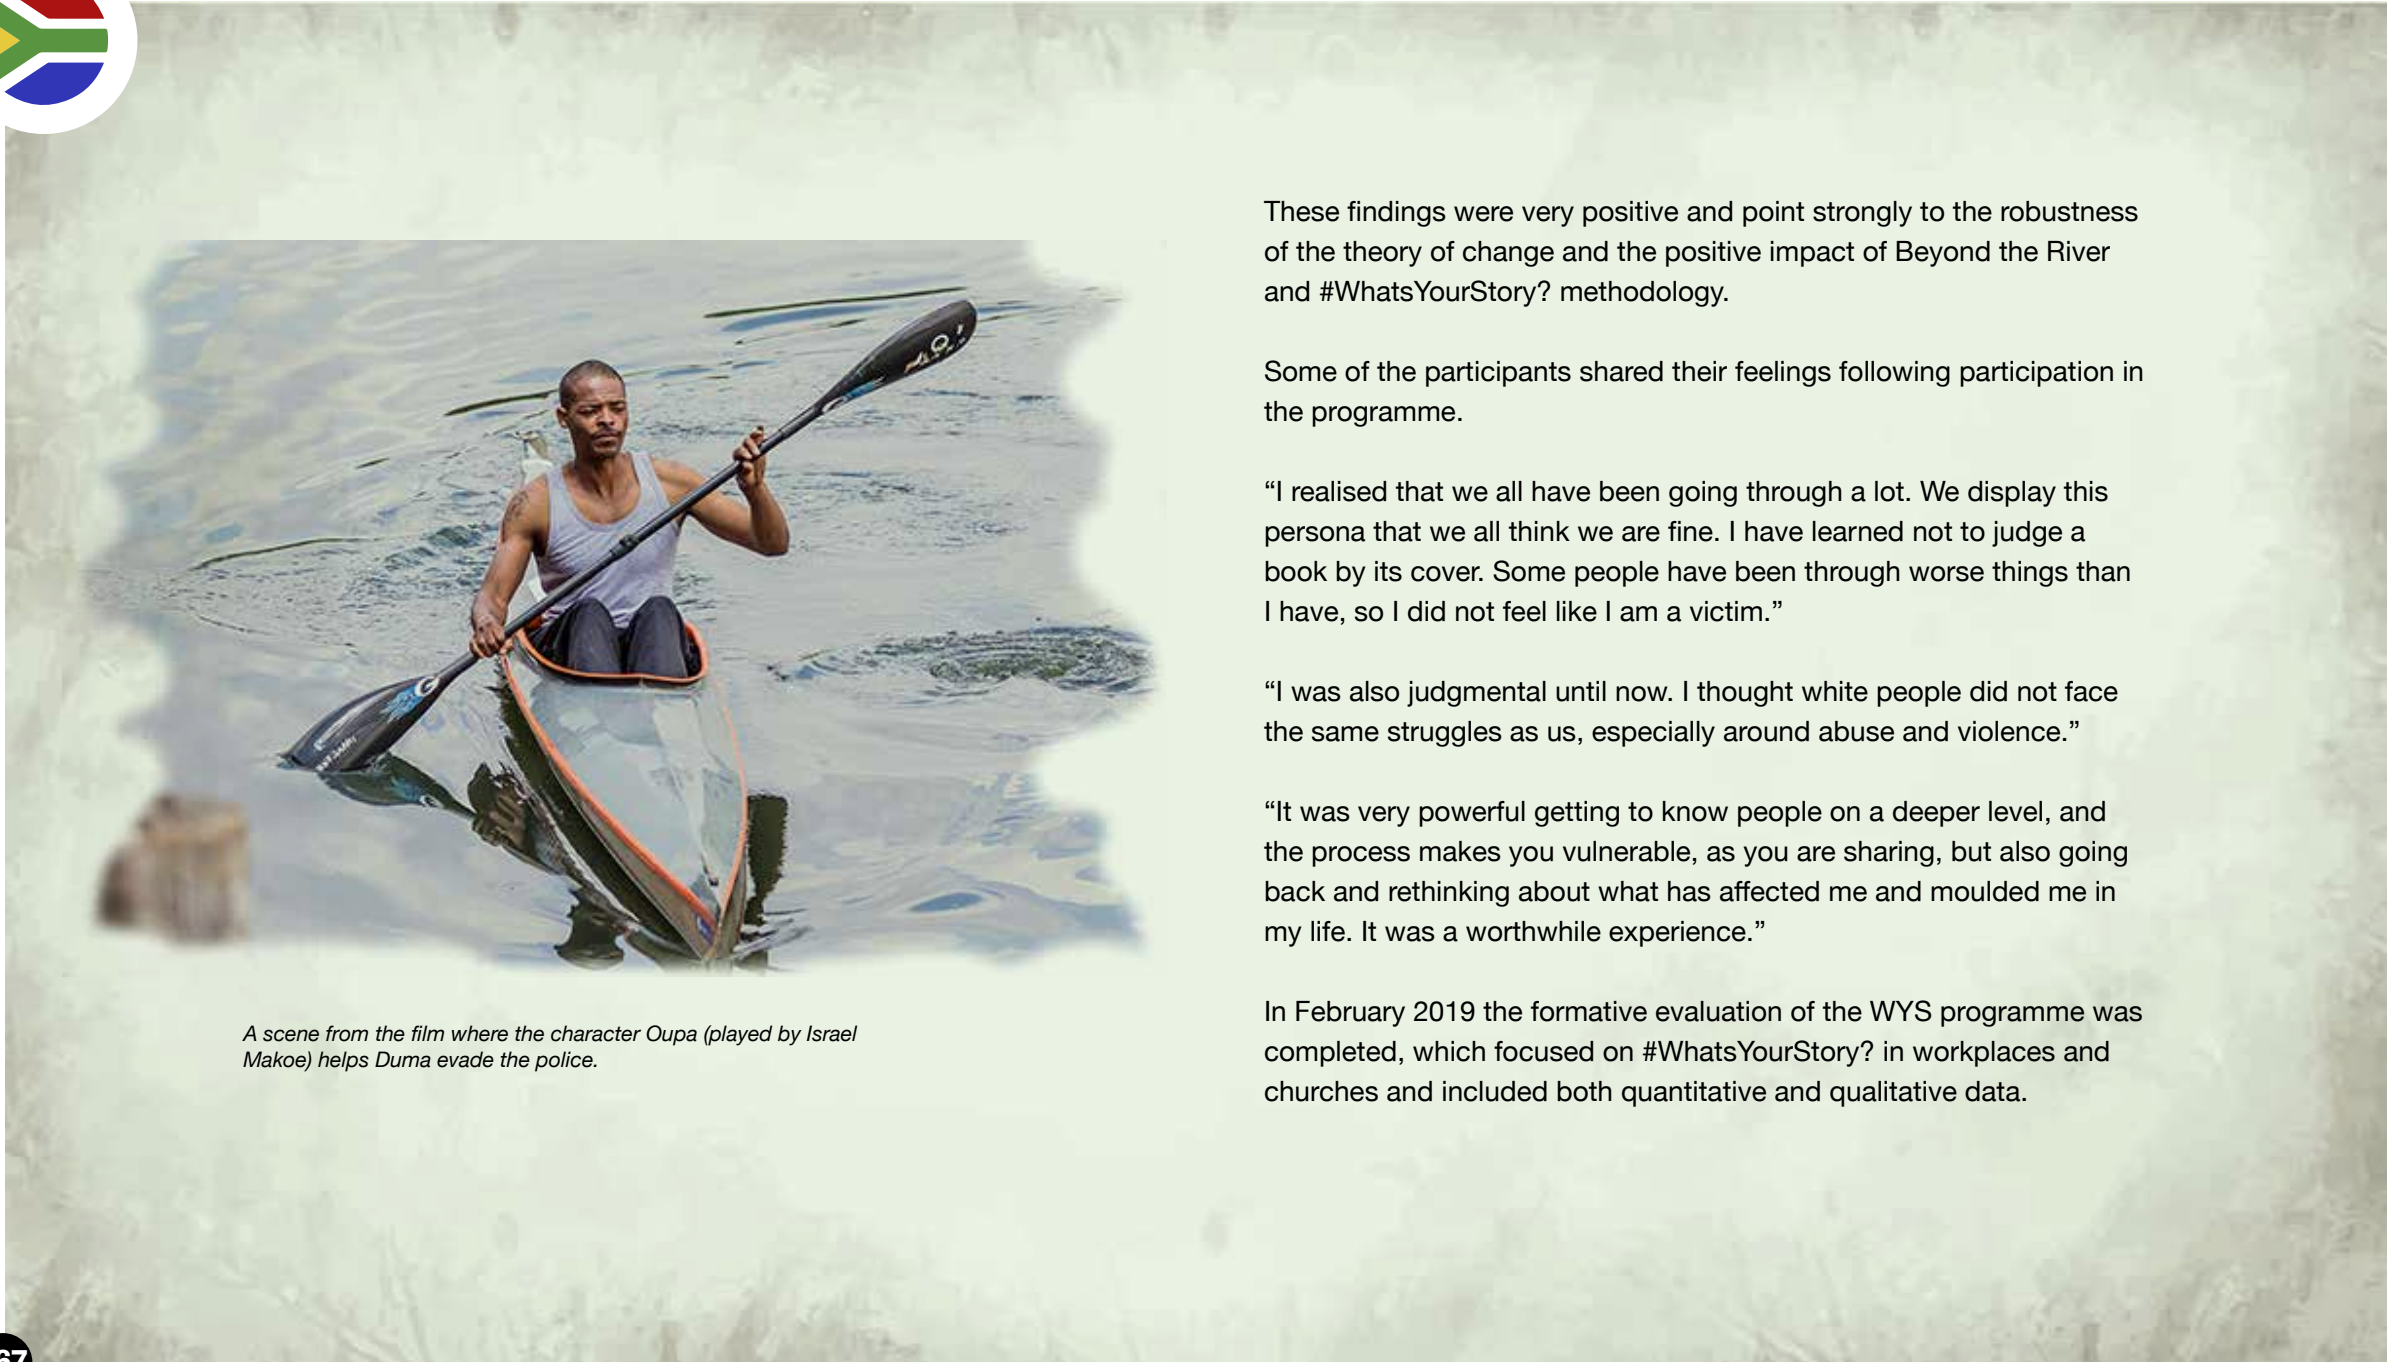 These findings were very positive and point strongly to the robustness
of the theory of change and the positive impact of Beyond the River
and #WhatsYourStory? methodology.
Some of the participants shared their feelings following participation in
the programme.
“I realised that we all have been going through a lot. We display this
persona that we all think we are fine. I have learned not to judge a
book by its cover. Some people have been through worse things than
I have, so I did not feel like I am a victim.”
“I was also judgmental until now. I thought white people did not face
the same struggles as us, especially around abuse and violence.”
“It was very powerful getting to know people on a deeper level, and
the process makes you vulnerable, as you are sharing, but also going
back and rethinking about what has affected me and moulded me in
my life. It was a worthwhile experience.”
In February 2019 the formative evaluation of the WYS programme was
completed, which focused on #WhatsYourStory? in workplaces and
churches and included both quantitative and qualitative data.
A scene from the film where the character Oupa (played by Israel
Makoe) helps Duma evade the police.
67